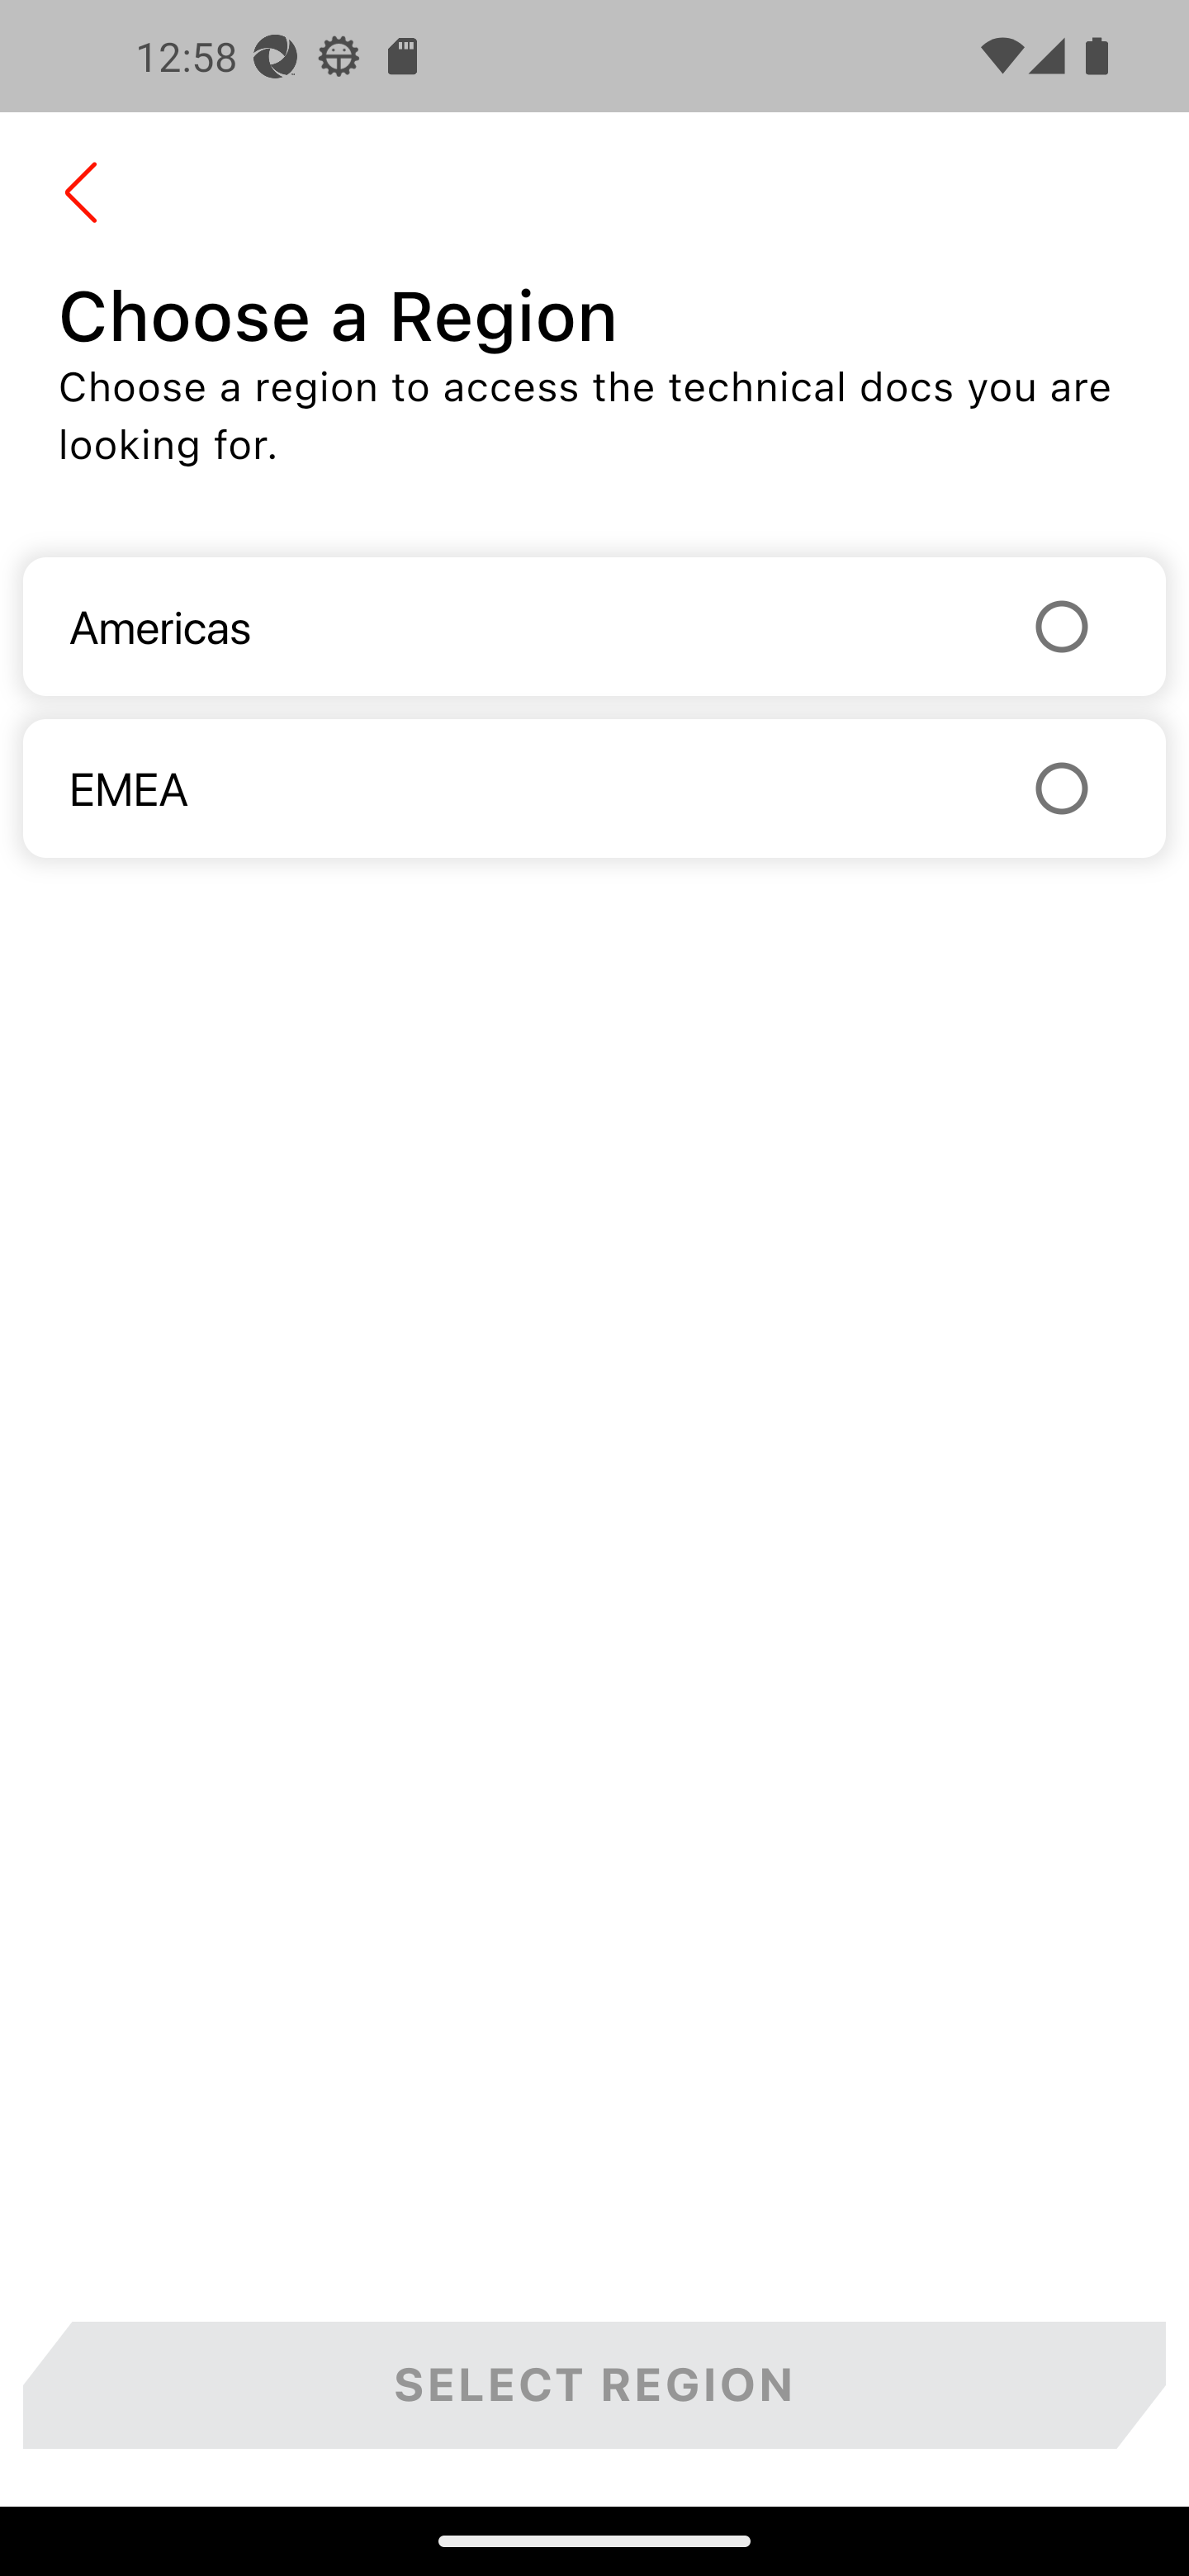 12:58
Choose a Region
Choose a region to access the technical docs you are
looking for.
Americas
EMEA
SELECT REGION